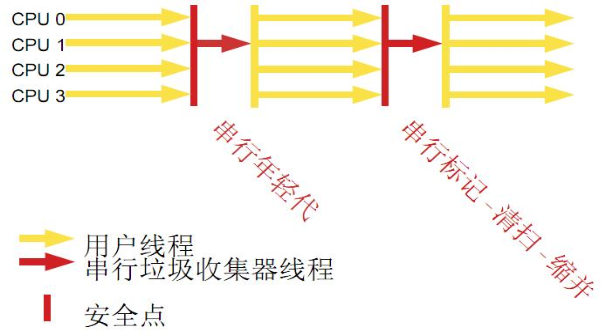 CPU 0
CPU 1
CPU 2
CPU 3
串行年轻代
串行标记-清扫-缩并
用户线程
串行垃圾收集器线程
安全点